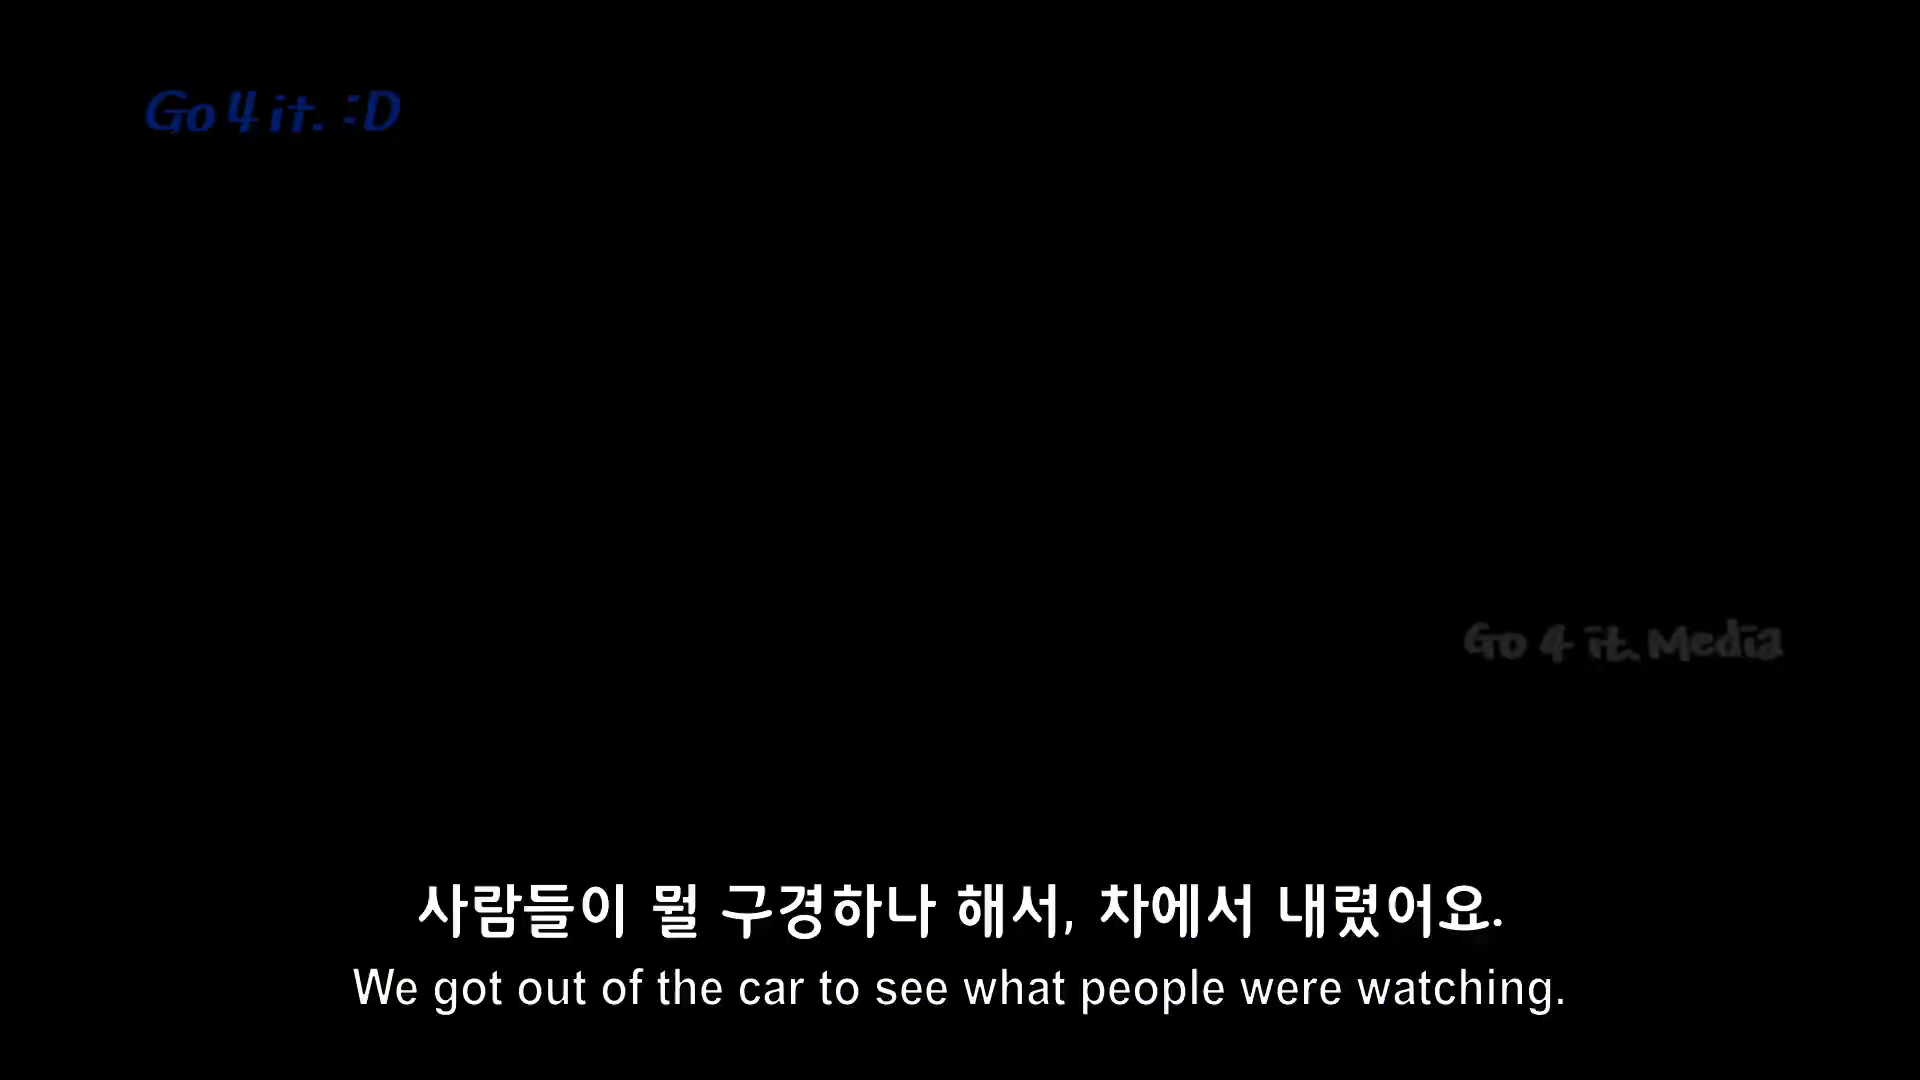 Go 4 it. :D
Go 4 it. Media
사람들이 뭘 구경하나 해서, 차에서 내렸어요.
We got out of the car to see what people were watching.